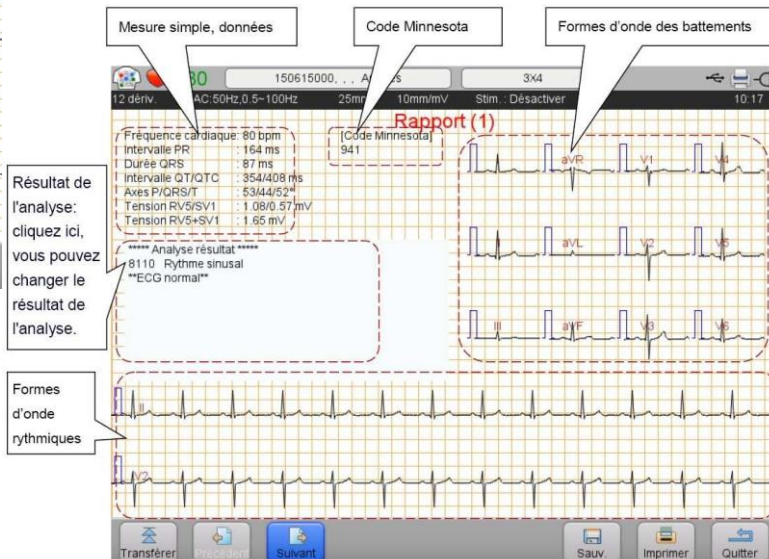 Mesure simple, données
Code Minnesota
Formes d'onde des battements
80
150615000, . . A
3X4
12 dériv.
AC:50Hz,0.5~100Hz
25mm
10mm/mV
Stim.: Désactiver
10:17
Rapport (1)
Fréquence cardiaque: 80 bpm
Intervalle PR : 164 ms
Durée QRS : 87 ms
Intervalle QT/QTC : 354/408 ms
Axes P/QRS/T : 53/44/52°
Tension RV5/SV1 : 1.08/0.57 mV
Tension RV5+SV1 : 1.65 mV
[Code Minnesota]
941
aVR
V1
V4
II
aVL
V2
V5
III
aVF
V3
V6
Résultat de
l'analyse:
cliquez ici,
vous pouvez
changer le
résultat de
l'analyse.
***** Analyse résultat *****
8110 Rythme sinusal
**ECG normal**
Formes
d'onde
rythmiques
II
V2
Transférer
Précédent
Suivant
Sauv.
Imprimer
Quitter